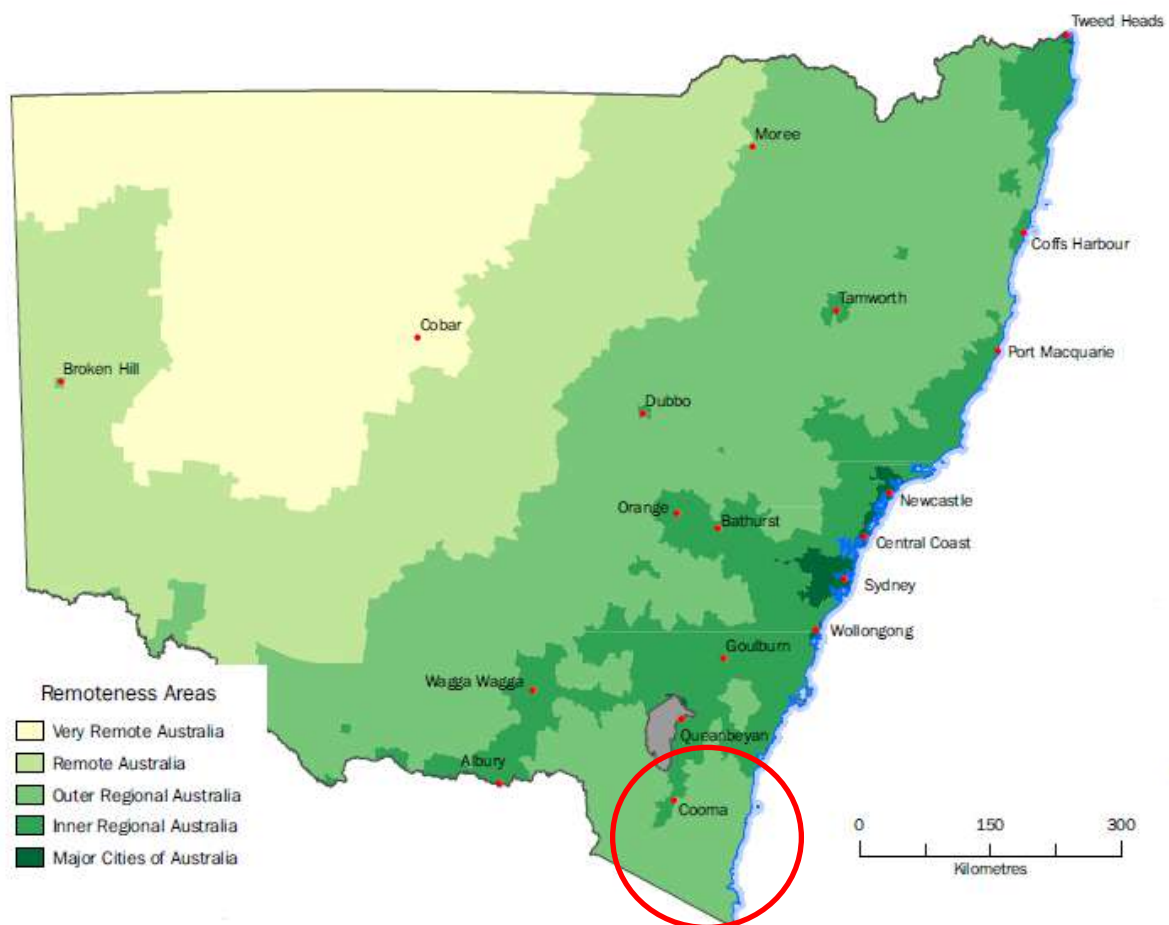 Tweed Heads
Moree
Coffs Harbour
Tamworth
Cobar
Port Macquarie
Broken Hill
Dubbo
Newcastle
Orange
Bathurst
Central Coast
Sydney
Wollongong
Goulburn
Wagga Wagga
Queanbeyan
Albury
Cooma
Remoteness Areas
Very Remote Australia
Remote Australia
Outer Regional Australia
Inner Regional Australia
Major Cities of Australia
0 150 300
Kilometres